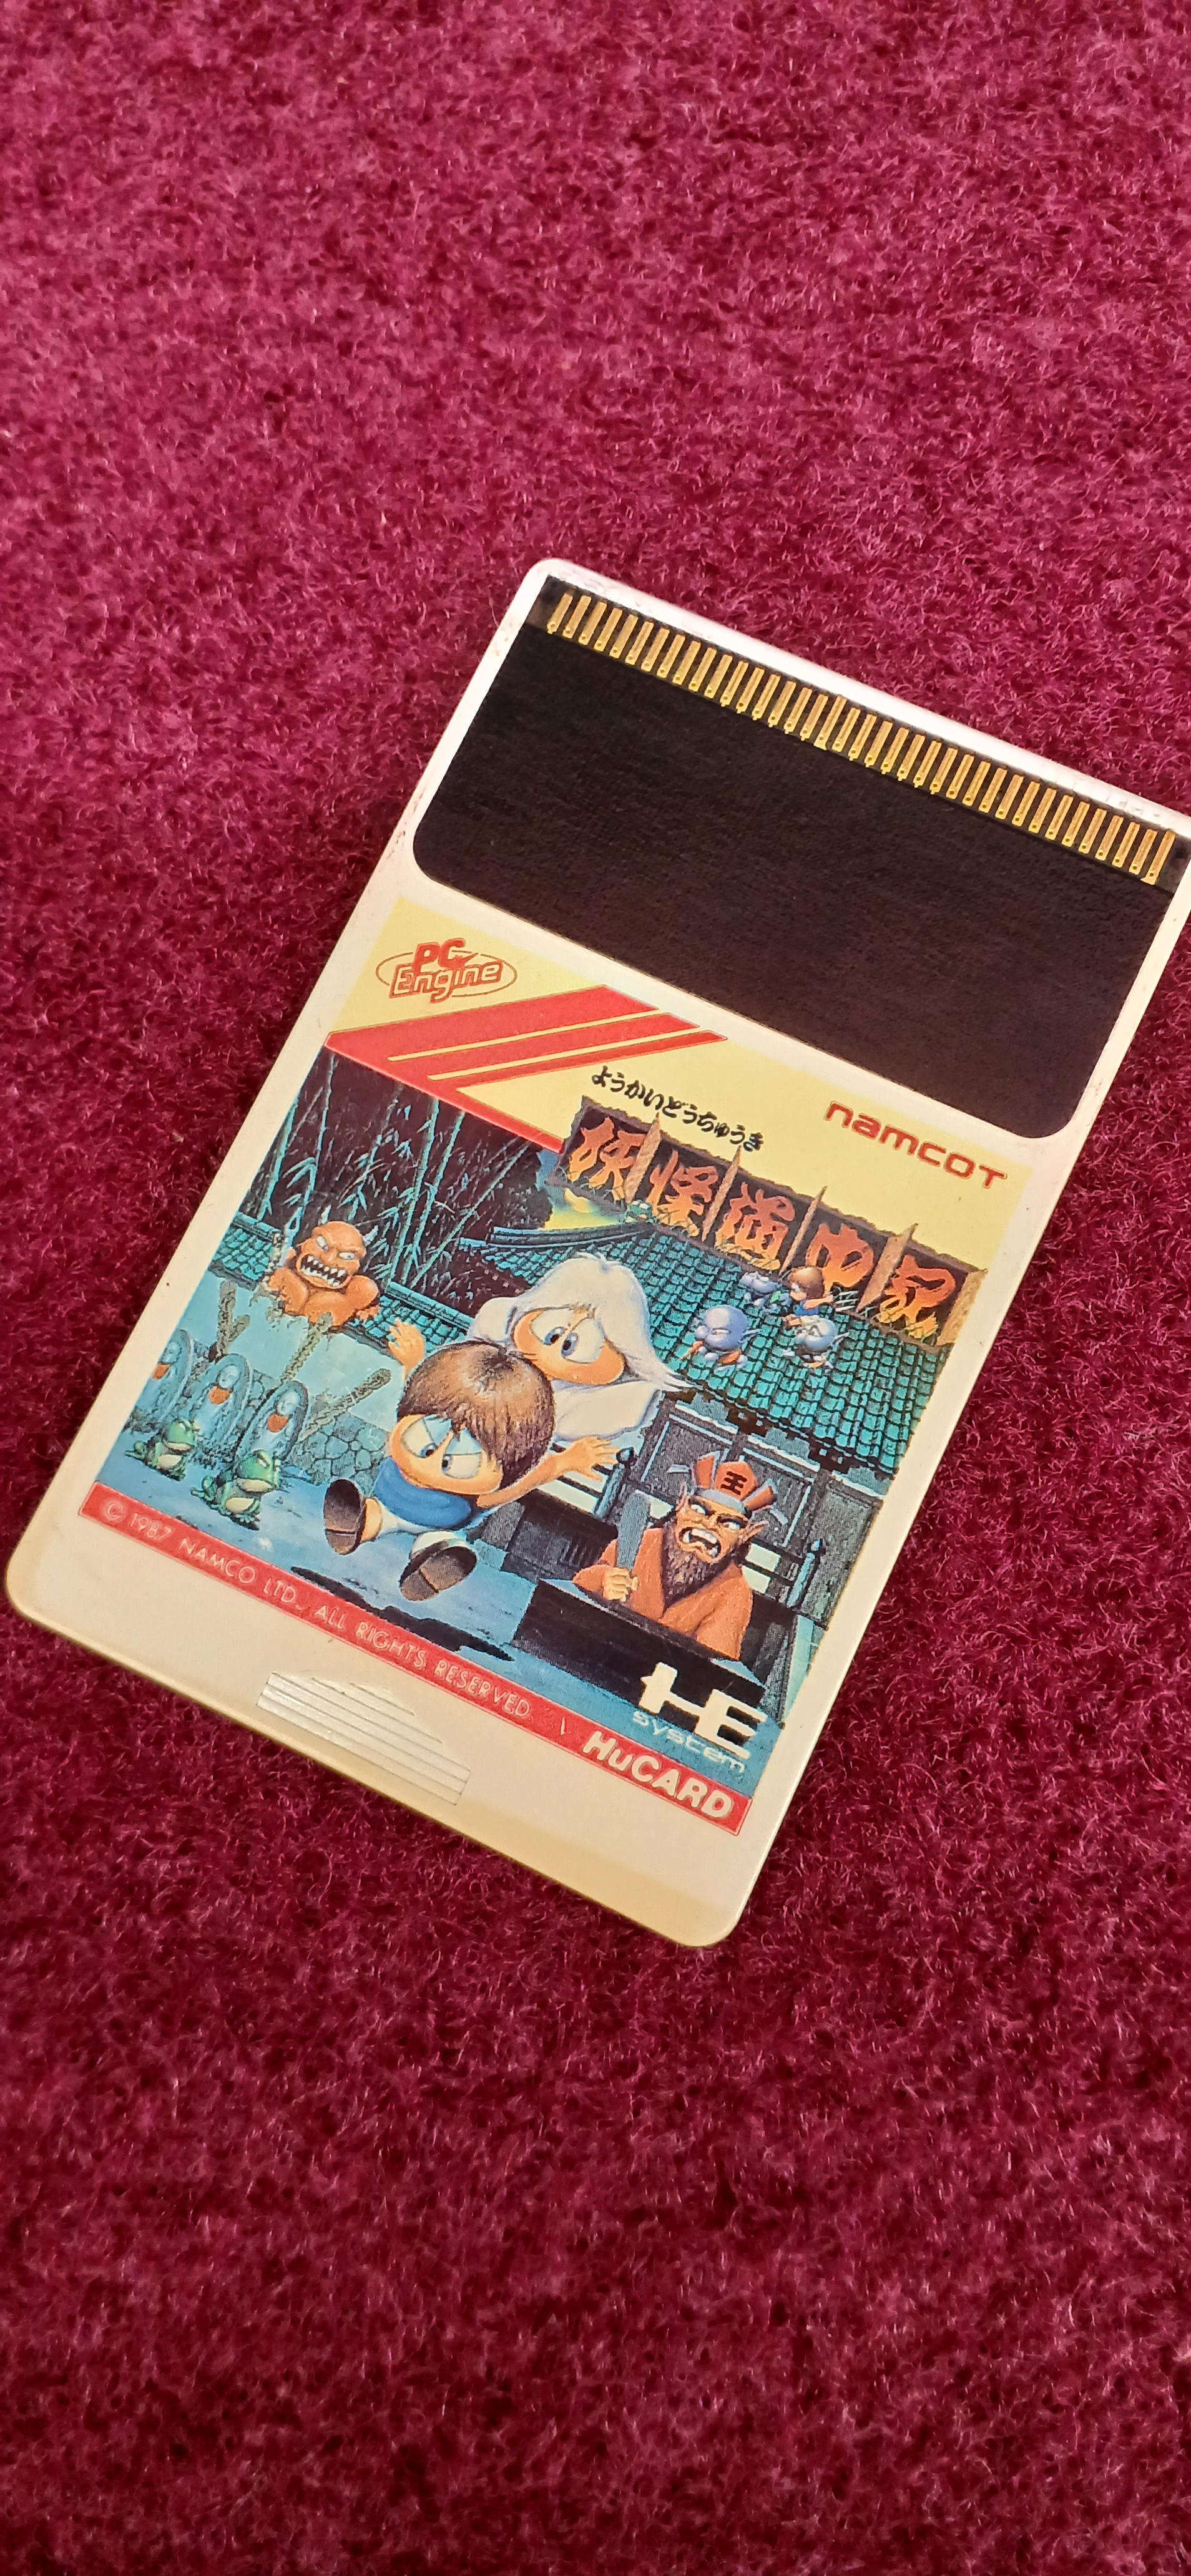 PC Engine
ようかいどうちゅうき
namcoT
妖怪道中記
王
© 1987 NAMCO LTD., ALL RIGHTS RESERVED
HE
system
HuCARD